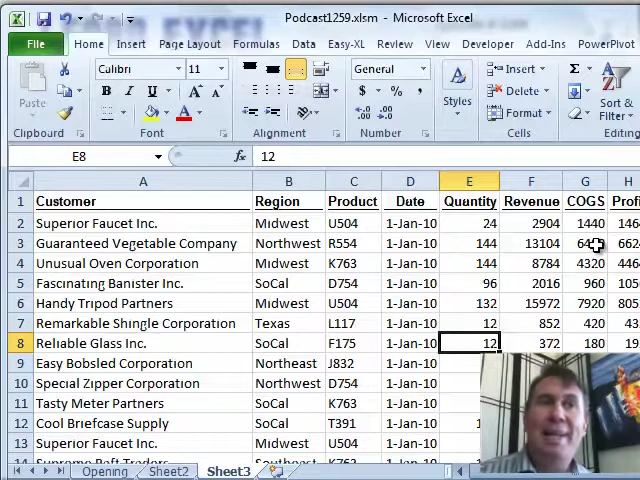 Podcast1259.xlsm - Microsoft Excel
File Home Insert Page Layout Formulas Data Easy-XL Review View Developer Add-Ins PowerPivot
Paste Calibri 11 General Insert Styles Delete Sort & Filter Format
Clipboard Font Alignment Number Cells
E8 fx 12
A B C D E F G H
1 Customer Region Product Date Quantity Revenue COGS Profi
2 Superior Faucet Inc. Midwest U504 1-Jan-10 24 2904 1440 146
3 Guaranteed Vegetable Company Northwest R554 1-Jan-10 144 13104 662
4 Unusual Oven Corporation Midwest K763 1-Jan-10 144 8784 4320 446
5 Fascinating Banister Inc. SoCal D754 1-Jan-10 96 2016 960 105
6 Handy Tripod Partners Midwest U504 1-Jan-10 132 15972 7920 805
7 Remarkable Shingle Corporation Texas L117 1-Jan-10 12 852 420 43
8 Reliable Glass Inc. SoCal F175 1-Jan-10 12 372 180 19
9 Easy Bobsled Corporation Northeast J832 1-Jan-10
10 Special Zipper Corporation Northwest D754 1-Jan-10
11 Tasty Meter Partners SoCal K763 1-Jan-10
12 Cool Briefcase Supply SoCal T391 1-Jan-10 1
13 Superior Faucet Inc. Midwest U504 1-Jan-10
14 Supreme Raft Traders Southeast K763 1-Jan-10
Opening Sheet2 Sheet3